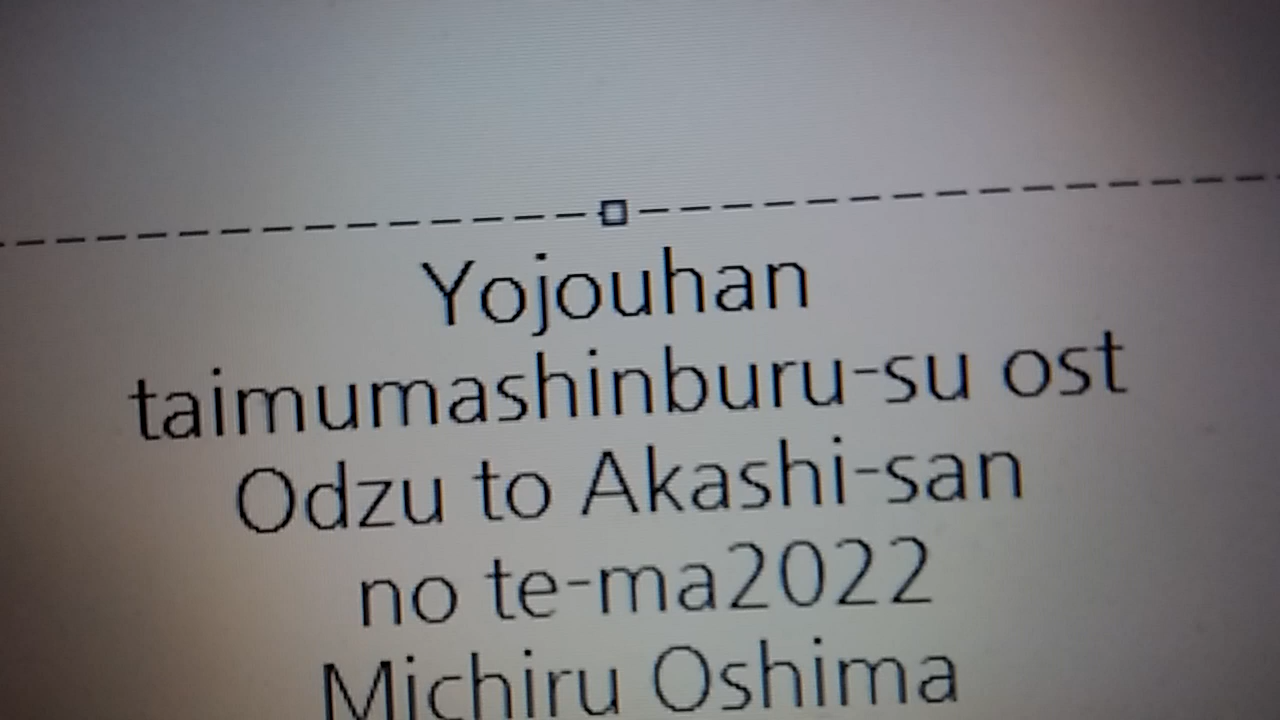 Yojouhan
taimumashinburu-su ost
Odzu to Akashi-san
no te-ma2022
Michiru Oshima